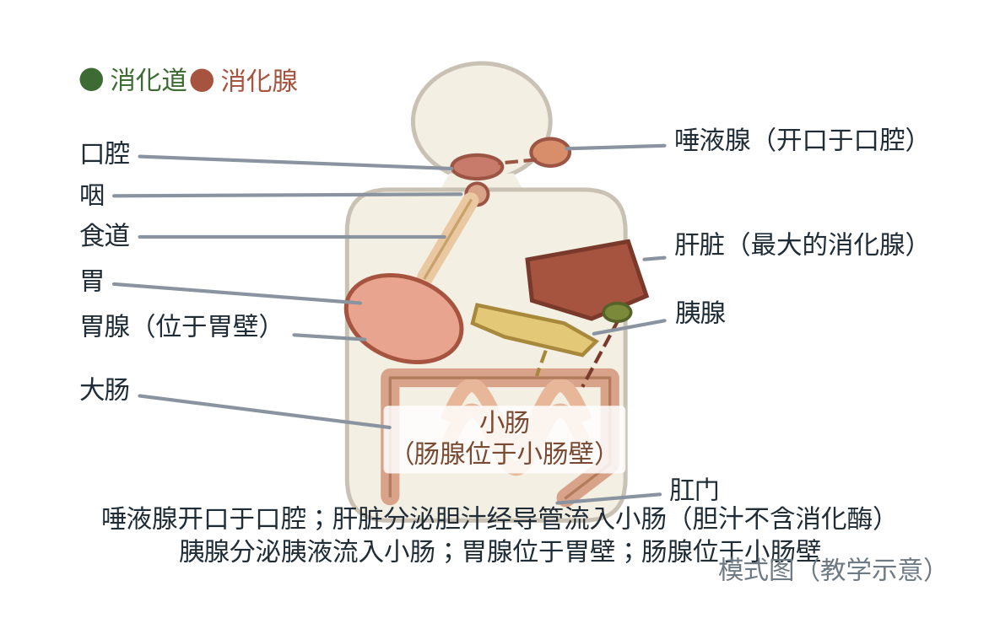 消化道 消化腺
口腔
咽
食道
胃
胃腺（位于胃壁）
大肠
唾液腺（开口于口腔）
肝脏（最大的消化腺）
胰腺
小肠
（肠腺位于小肠壁）
肛门
唾液腺开口于口腔；肝脏分泌胆汁经导管流入小肠（胆汁不含消化酶）
胰腺分泌胰液流入小肠；胃腺位于胃壁；肠腺位于小肠壁
模式图（教学示意）